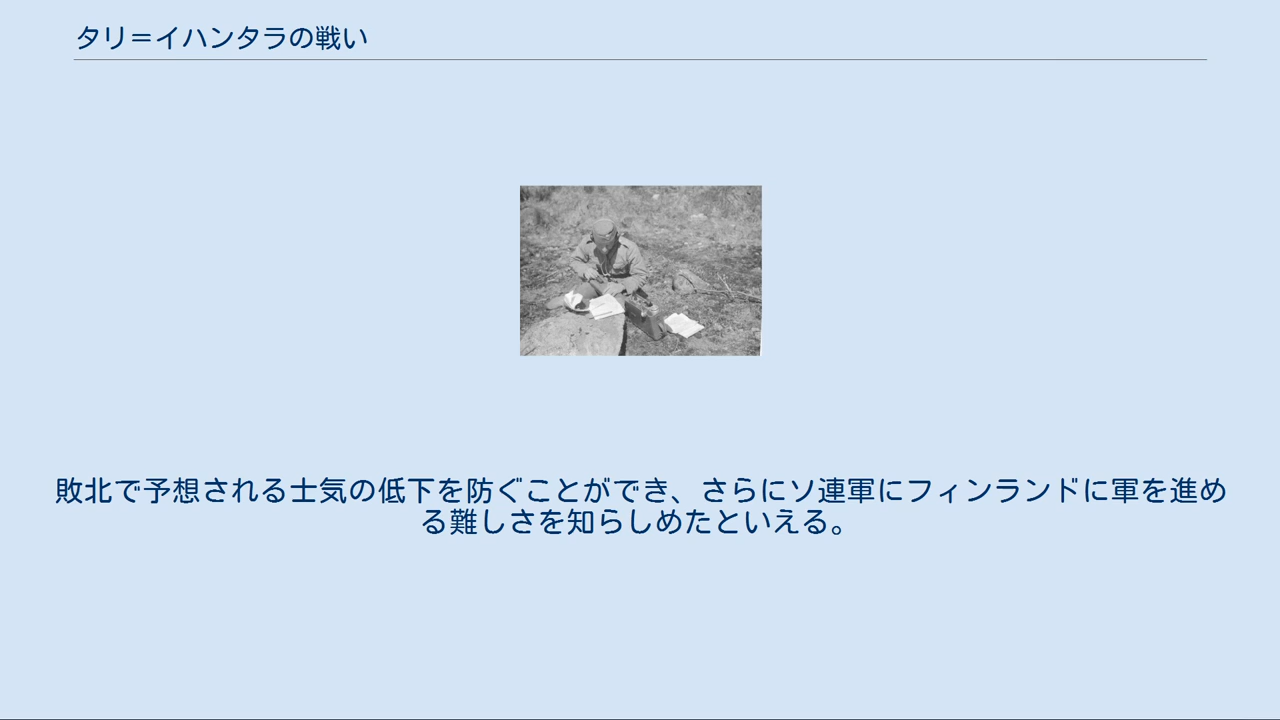 タリ＝イハンタラの戦い
敗北で予想される士気の低下を防ぐことができ、さらにソ連軍にフィンランドに軍を進め
る難しさを知らしめたといえる。